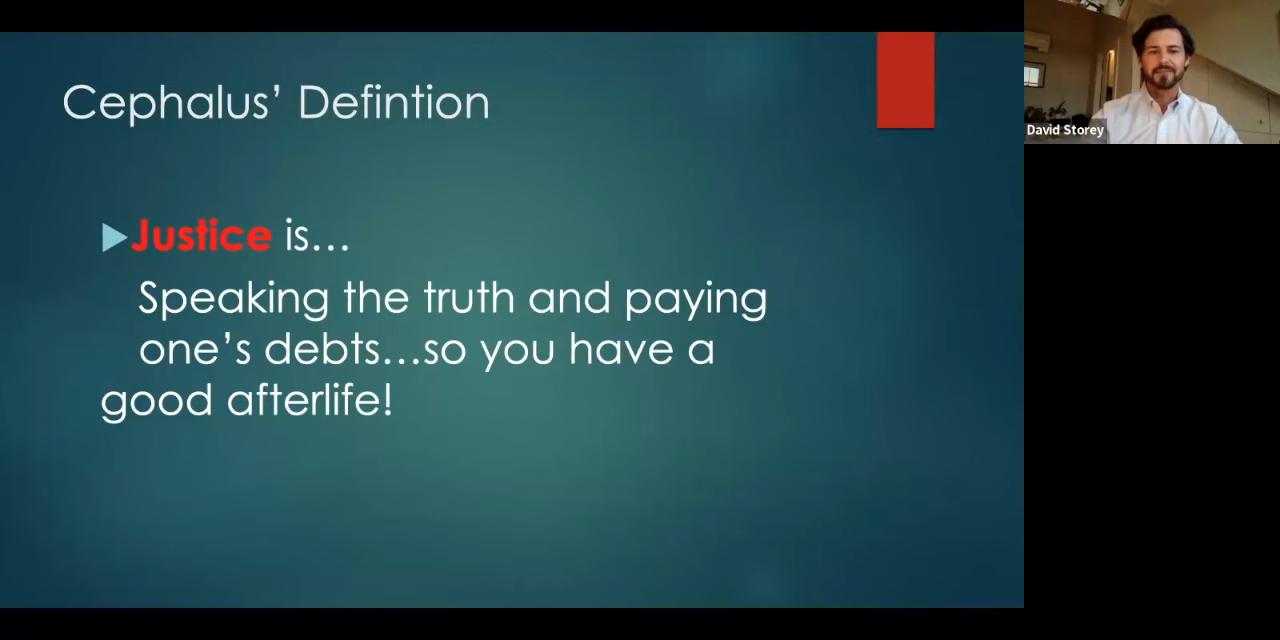 Cephalus’ Defintion
Justice is…
Speaking the truth and paying
one’s debts…so you have a
good afterlife!
David Storey